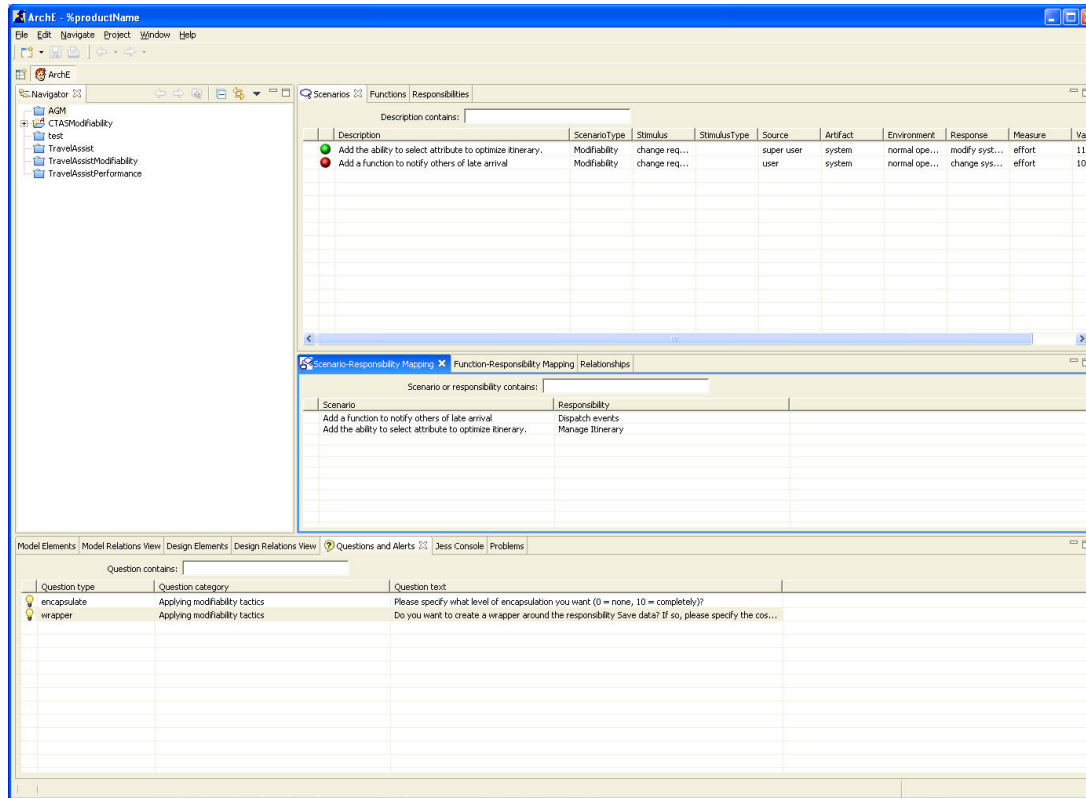 ArchE - %productName
File Edit Navigate Project Window Help
ArchE
Navigator
AGM
CTASModifiability
test
TravelAssist
TravelAssistModifiability
TravelAssistPerformance
Scenarios Functions Responsibilities
Description contains:
Description ScenarioType Stimulus StimulusType Source Artifact Environment Response Measure Va
Add the ability to select attribute to optimize itinerary. Modifiability change req... super user system normal ope... modify syst... effort 11
Add a function to notify others of late arrival Modifiability change req... user system normal ope... change sys... effort 10
Scenario-Responsibility Mapping Function-Responsibility Mapping Relationships
Scenario or responsibility contains:
Scenario Responsibility
Add a function to notify others of late arrival Dispatch events
Add the ability to select attribute to optimize itinerary. Manage Itinerary
Model Elements Model Relations View Design Elements Design Relations View Questions and Alerts Jess Console Problems
Question contains:
Question type Question category Question text
encapsulate Applying modifiability tactics Please specify what level of encapsulation you want (0 = none, 10 = completely)?
wrapper Applying modifiability tactics Do you want to create a wrapper around the responsibility Save data? If so, please specify the cos...